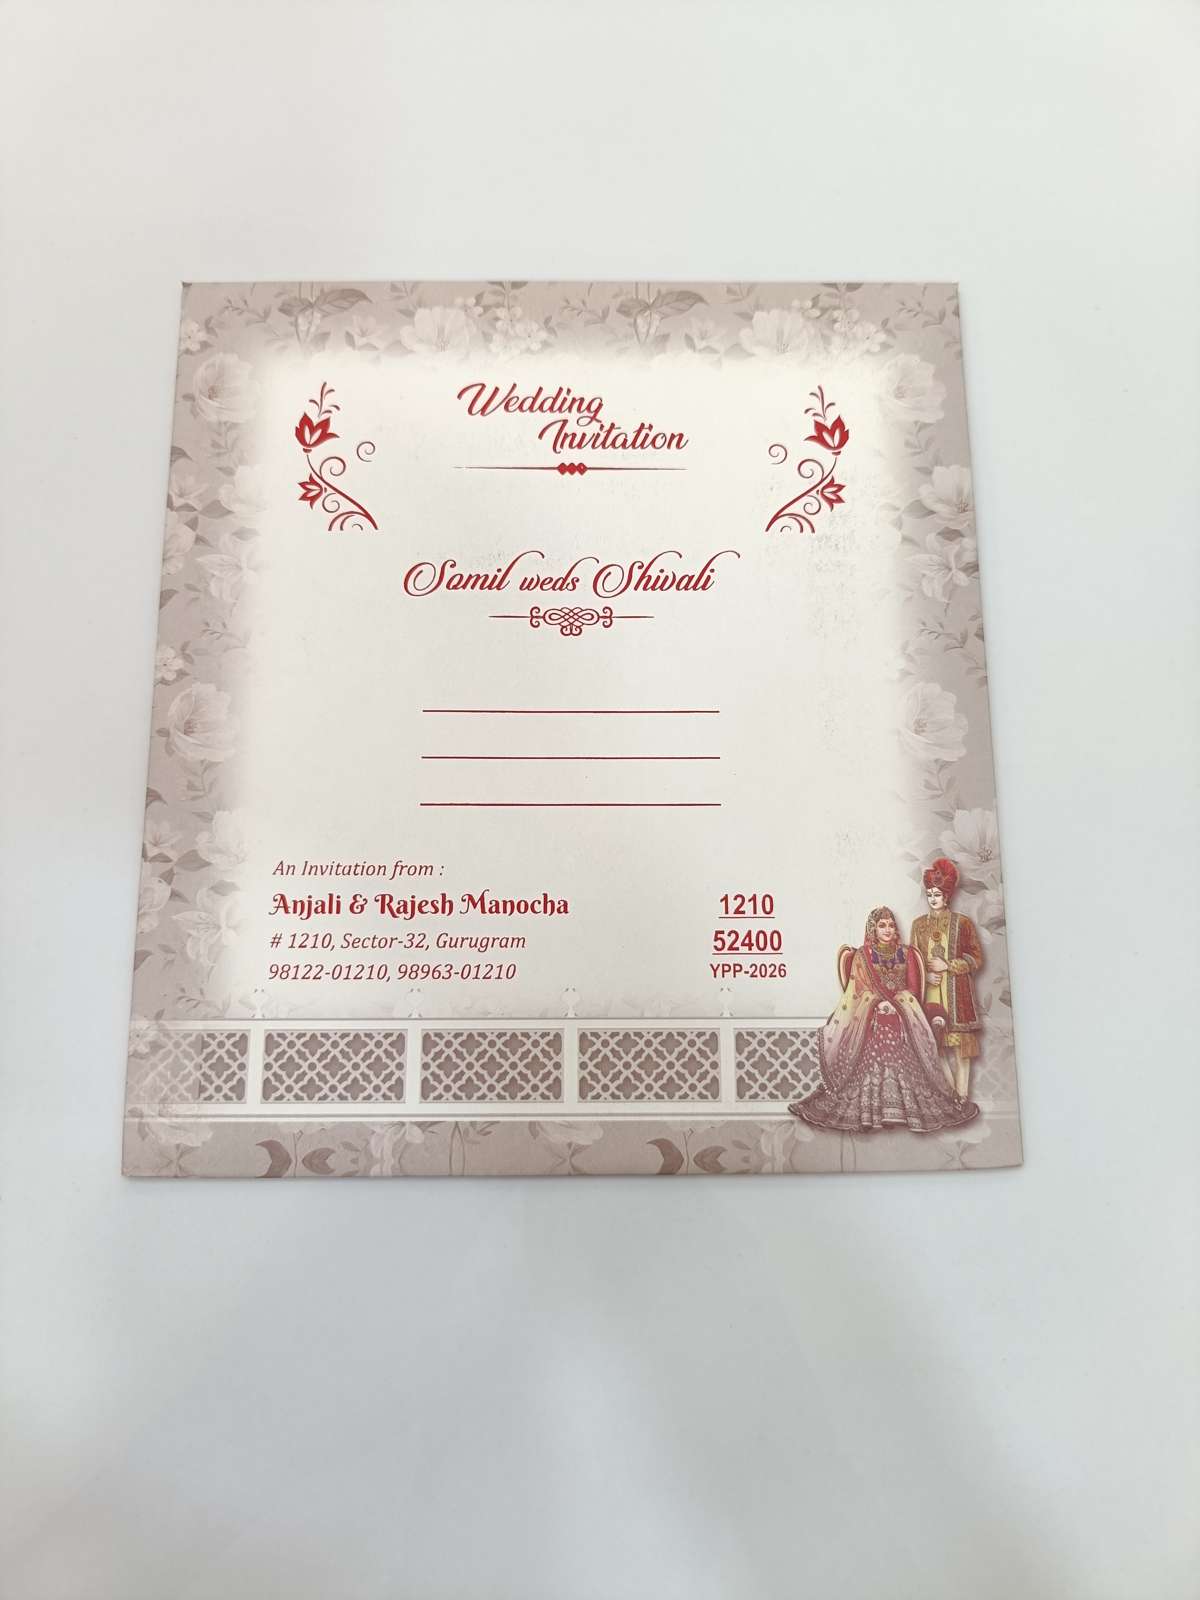 Wedding
Invitation
Somil weds Shivali
An Invitation from :
Anjali & Rajesh Manocha
# 1210, Sector-32, Gurugram
98122-01210, 98963-01210
1210
52400
YPP-2026